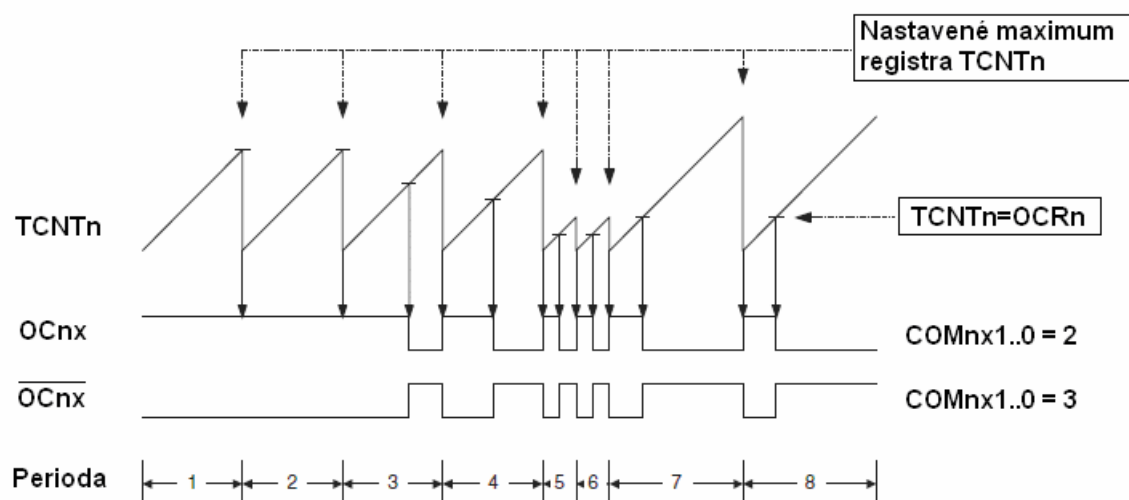 Nastavené maximum
registra TCNTn
TCNTn
TCNTn=OCRn
OCnx
COMnx1..0 = 2
OCnx
COMnx1..0 = 3
Perioda
1 2 3 4 5 6 7 8